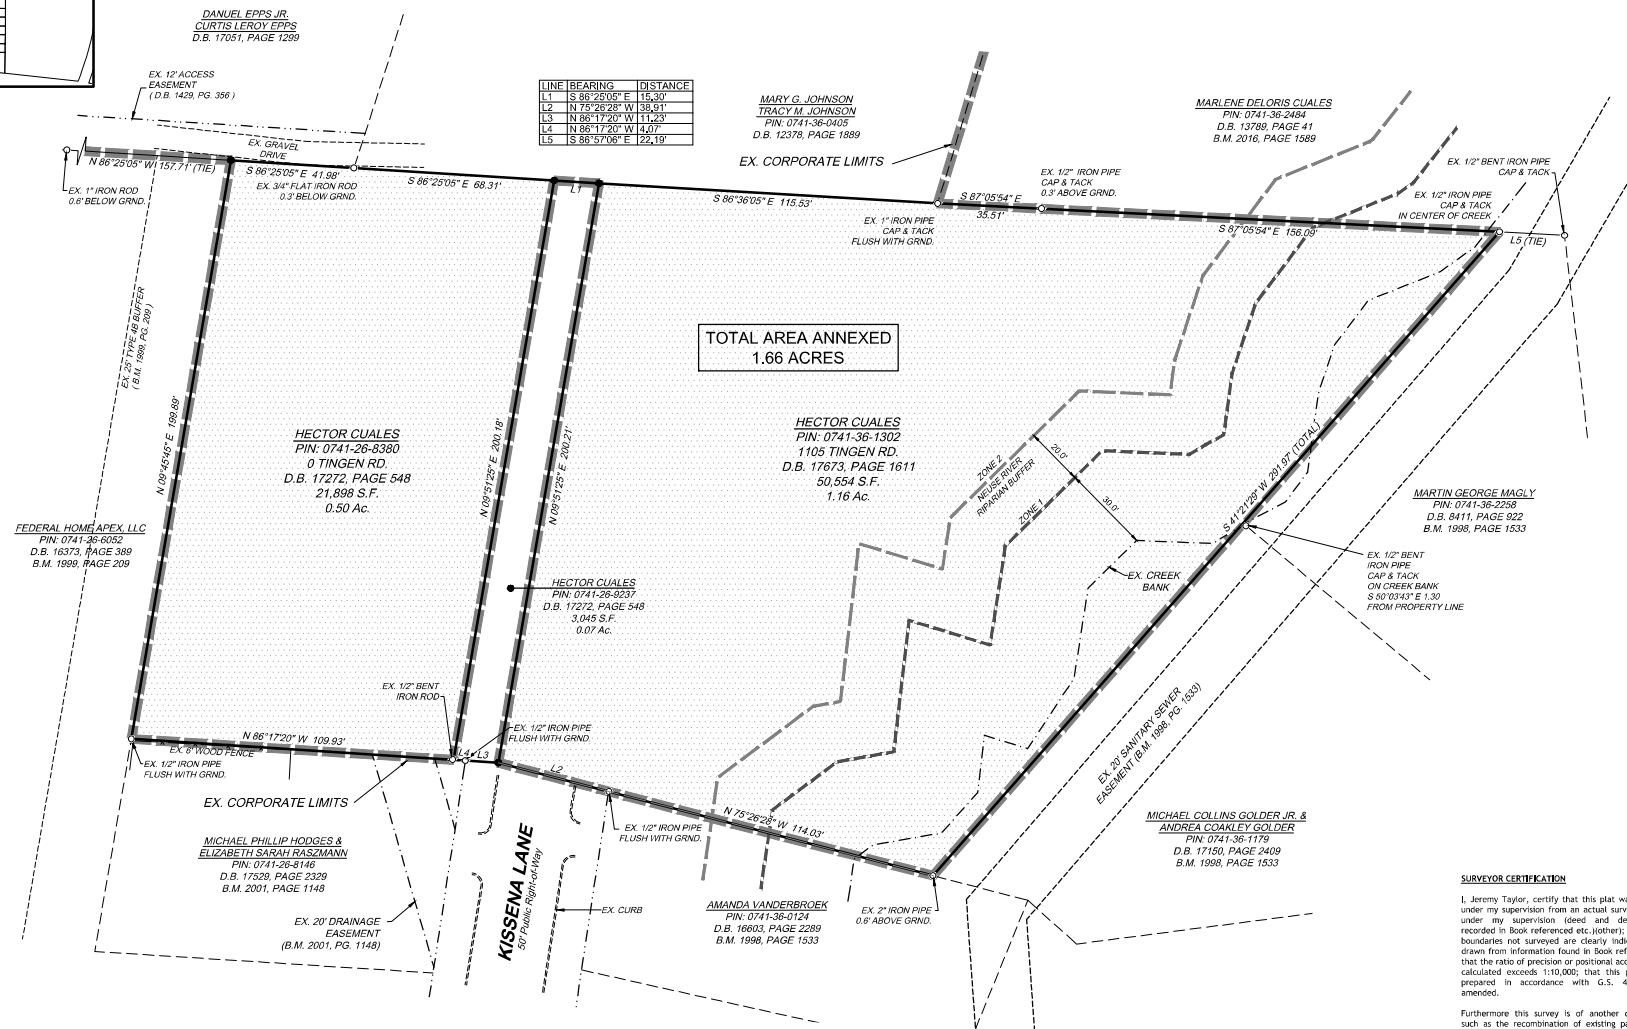 DANUEL EPPS JR.
CURTIS LEROY EPPS
D.B. 17051, PAGE 1299
EX. 12' ACCESS
EASEMENT
( D.B. 1429, PG. 356 )
LINE BEARING DISTANCE
L1 S 86°25'05" E 15.30'
L2 N 75°26'28" W 38.91'
L3 N 86°17'20" W 11.23'
L4 N 86°17'20" W 4.07'
L5 S 86°57'06" E 22.19'
MARY G. JOHNSON
TRACY M. JOHNSON
PIN: 0741-36-0405
D.B. 12378, PAGE 1889
EX. CORPORATE LIMITS
MARLENE DELORIS CUALES
PIN: 0741-36-2484
D.B. 13789, PAGE 41
B.M. 2016, PAGE 1589
EX. 1/2" BENT IRON PIPE
CAP & TACK
EX. 1/2" IRON PIPE
CAP & TACK
IN CENTER OF CREEK
L5 (TIE)
EX. 1/2" IRON PIPE
CAP & TACK
0.3' ABOVE GRND.
EX. GRAVEL
DRIVE
N 86°25'05" W 157.71' (TIE)
S 86°25'05" E 41.98'
S 86°25'05" E 68.31'
L1
S 86°36'05" E 115.53'
S 87°05'54" E
35.51'
S 87°05'54" E 156.09'
EX. 1" IRON ROD
0.6' BELOW GRND.
EX. 3/4" FLAT IRON ROD
0.3' BELOW GRND.
EX. 1" IRON PIPE
CAP & TACK
FLUSH WITH GRND.
EX. 25' TYPE 4B BUFFER
( B.M. 1999, PG. 209 )
N 09°45'45" E 199.89'
TOTAL AREA ANNEXED
1.66 ACRES
HECTOR CUALES
PIN: 0741-26-8380
0 TINGEN RD.
D.B. 17272, PAGE 548
21,898 S.F.
0.50 Ac.
N 09°51'25" E 200.18'
N 09°51'25" E 200.21'
HECTOR CUALES
PIN: 0741-36-1302
1105 TINGEN RD.
D.B. 17673, PAGE 1611
50,554 S.F.
1.16 Ac.
ZONE 2
NEUSE RIVER
RIPARIAN BUFFER
ZONE 1
20.0'
30.0'
S 41°21'29" W 291.97' (TOTAL)
MARTIN GEORGE MAGLY
PIN: 0741-36-2258
D.B. 8411, PAGE 922
B.M. 1998, PAGE 1533
FEDERAL HOME APEX, LLC
PIN: 0741-26-6052
D.B. 16373, PAGE 389
B.M. 1999, PAGE 209
HECTOR CUALES
PIN: 0741-26-9237
D.B. 17272, PAGE 548
3,045 S.F.
0.07 Ac.
EX. CREEK
BANK
EX. 1/2" BENT
IRON PIPE
CAP & TACK
ON CREEK BANK
S 50°03'43" E 1.30
FROM PROPERTY LINE
EX. 1/2" BENT
IRON ROD
EX. 1/2" IRON PIPE
FLUSH WITH GRND.
N 86°17'20" W 109.93'
EX. 6' WOOD FENCE
L4 L3
L2
EX. 1/2" IRON PIPE
FLUSH WITH GRND.
EX. CORPORATE LIMITS
EX. 20' SANITARY SEWER
EASEMENT (B.M. 1998, PG. 1533)
N 75°26'28" W 114.03'
EX. 1/2" IRON PIPE
FLUSH WITH GRND.
MICHAEL PHILLIP HODGES &
ELIZABETH SARAH RASZMANN
PIN: 0741-26-8146
D.B. 17529, PAGE 2329
B.M. 2001, PAGE 1148
KISSENA LANE
50' Public Right-of-Way
MICHAEL COLLINS GOLDER JR. &
ANDREA COAKLEY GOLDER
PIN: 0741-36-1179
D.B. 17150, PAGE 2409
B.M. 1998, PAGE 1533
EX. 20' DRAINAGE
EASEMENT
(B.M. 2001, PG. 1148)
EX. CURB
AMANDA VANDERBROEK
PIN: 0741-36-0124
D.B. 16603, PAGE 2289
B.M. 1998, PAGE 1533
EX. 2" IRON PIPE
0.6' ABOVE GRND.
SURVEYOR CERTIFICATION
I, Jeremy Taylor, certify that this plat wa
under my supervision from an actual surv
under my supervision (deed and de
recorded in Book referenced etc.)(other);
boundaries not surveyed are clearly indi
drawn from information found in Book ref
that the ratio of precision or positional acc
calculated exceeds 1:10,000; that this p
prepared in accordance with G.S. 4
amended.
Furthermore this survey is of another c
such as the recombination of existing pa